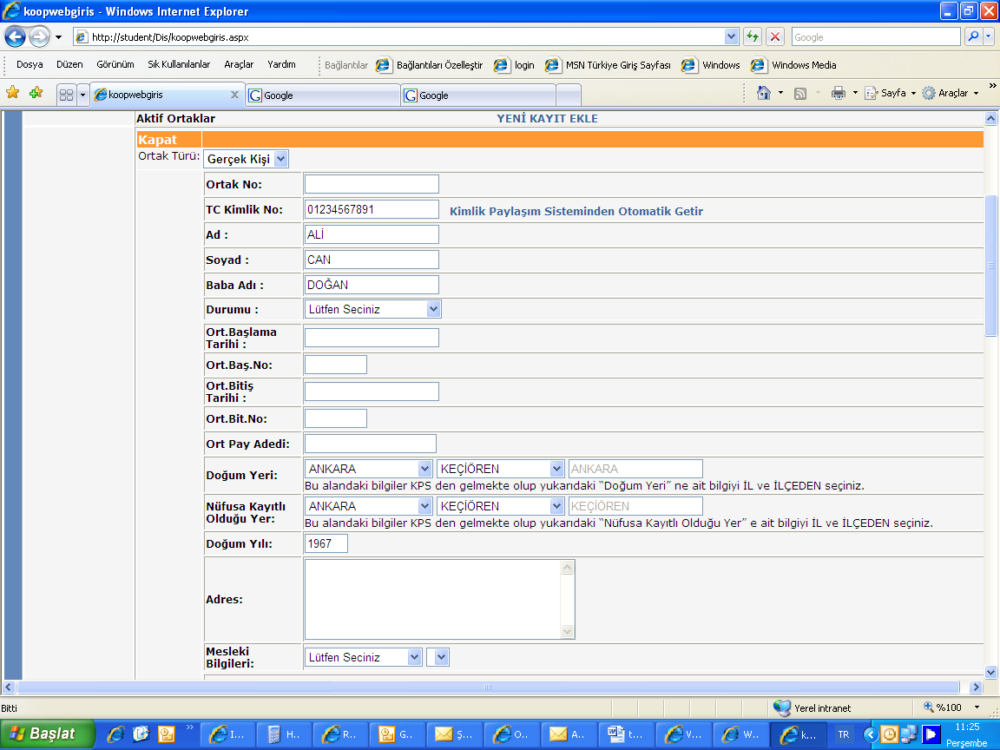 koopwebgiris - Windows Internet Explorer
http://student/Dis/koopwebgiris.aspx
Google
Dosya Düzen Görünüm Sık Kullanılanlar Araçlar Yardım Bağlantılar Bağlantıları Özelleştir login MSN Türkiye Giriş Sayfası Windows Windows Media
koopwebgiris Google Google Sayfa Araçlar
Aktif Ortaklar YENİ KAYIT EKLE
Kapat
Ortak Türü: Gerçek Kişi
Ortak No:
TC Kimlik No: 01234567891 Kimlik Paylaşım Sisteminden Otomatik Getir
Ad : ALİ
Soyad : CAN
Baba Adı : DOĞAN
Durumu : Lütfen Seciniz
Ort.Başlama
Tarihi :
Ort.Baş.No:
Ort.Bitiş
Tarihi :
Ort.Bit.No:
Ort Pay Adedi:
Doğum Yeri: ANKARA KEÇİÖREN ANKARA
Bu alandaki bilgiler KPS den gelmekte olup yukarıdaki “Doğum Yeri” ne ait bilgiyi İL ve İLÇEDEN seçiniz.
Nüfusa Kayıtlı
Olduğu Yer: ANKARA KEÇİÖREN KEÇİÖREN
Bu alandaki bilgiler KPS den gelmekte olup yukarıdaki “Nüfusa Kayıtlı Olduğu Yer” e ait bilgiyi İL ve İLÇEDEN seçiniz.
Doğum Yılı: 1967
Adres:
Mesleki
Bilgileri: Lütfen Seciniz
Bitti Yerel intranet %100
Başlat I... H... R... G... Ş... O... A... t... V... W... k... TR 11:25
Perşembe